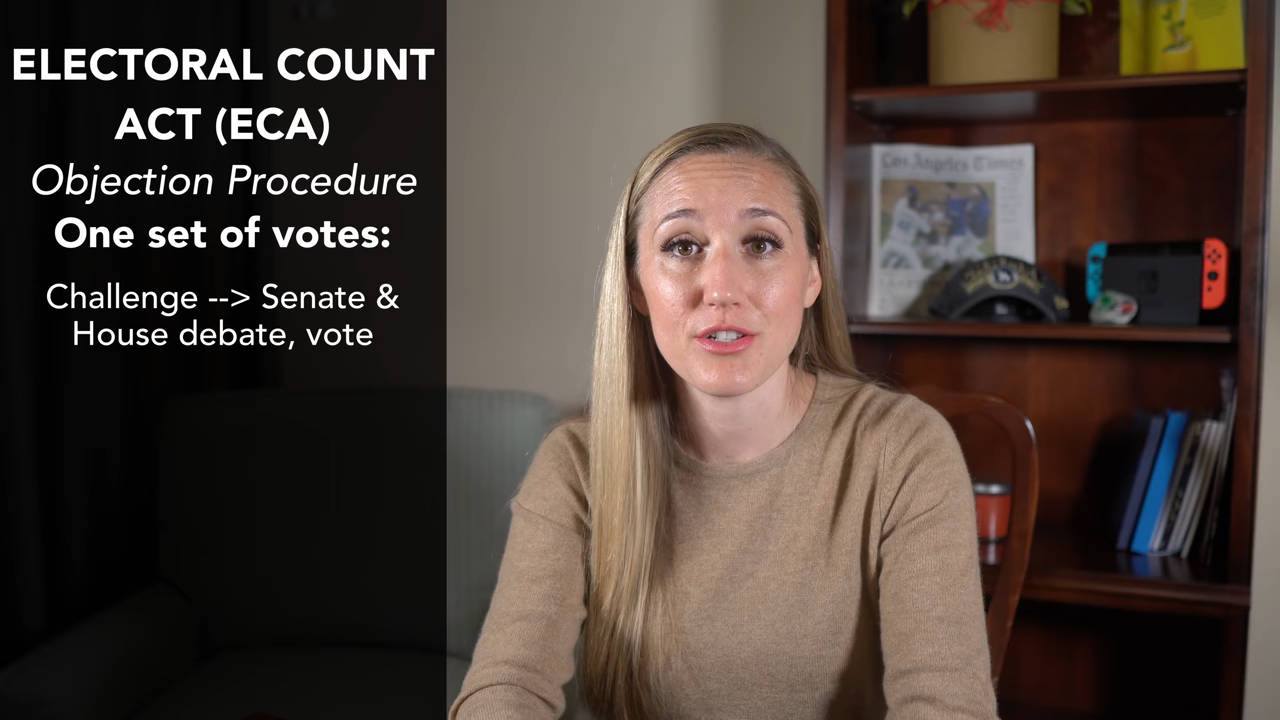 ELECTORAL COUNT
ACT (ECA)
Objection Procedure
One set of votes:
Challenge --> Senate &
House debate, vote
Los Angeles Times